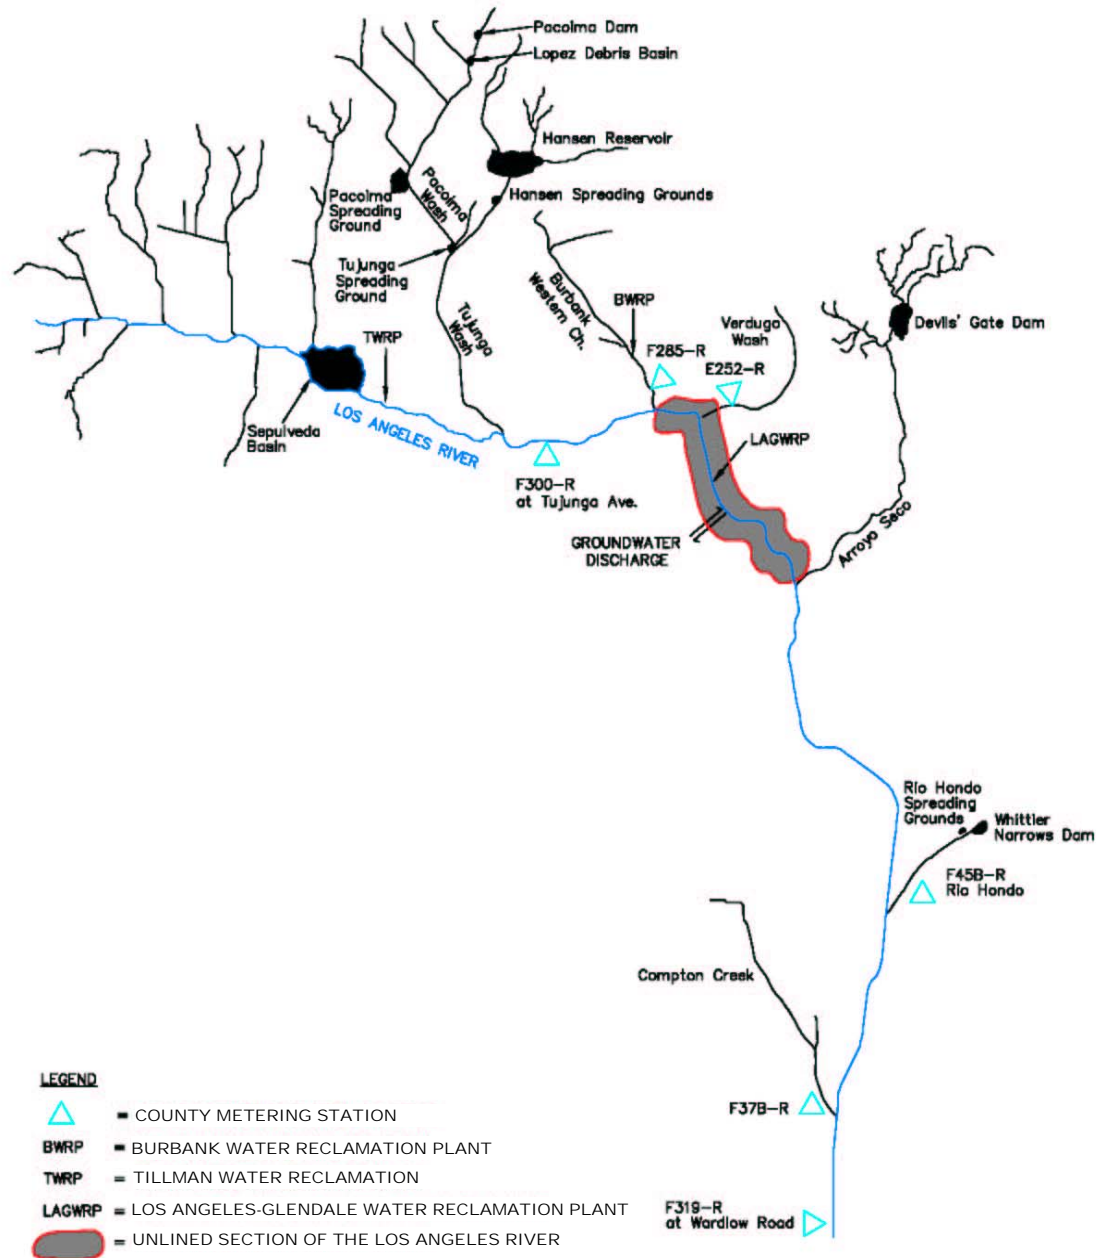 Pacoima Dam
Lopez Debris Basin
Hansen Reservoir
Pacoima
Wash
Hansen Spreading Grounds
Pacoima
Spreading
Ground
Tujunga
Spreading
Ground
Burbank
Western Ch.
BWRP
Verdugo
Wash
Devils' Gate Dam
Tujunga
Wash
TWRP
F285-R
E252-R
LOS ANGELES RIVER
Sepulveda
Basin
LAGWRP
F300-R
at Tujunga Ave.
GROUNDWATER
DISCHARGE
Arroyo Seco
Rio Hondo
Spreading
Grounds
Whittier
Narrows Dam
F45B-R
Rio Hondo
Compton Creek
F37B-R
F319-R
at Wardlow Road
LEGEND
= COUNTY METERING STATION
BWRP = BURBANK WATER RECLAMATION PLANT
TWRP = TILLMAN WATER RECLAMATION
LAGWRP = LOS ANGELES-GLENDALE WATER RECLAMATION PLANT
= UNLINED SECTION OF THE LOS ANGELES RIVER